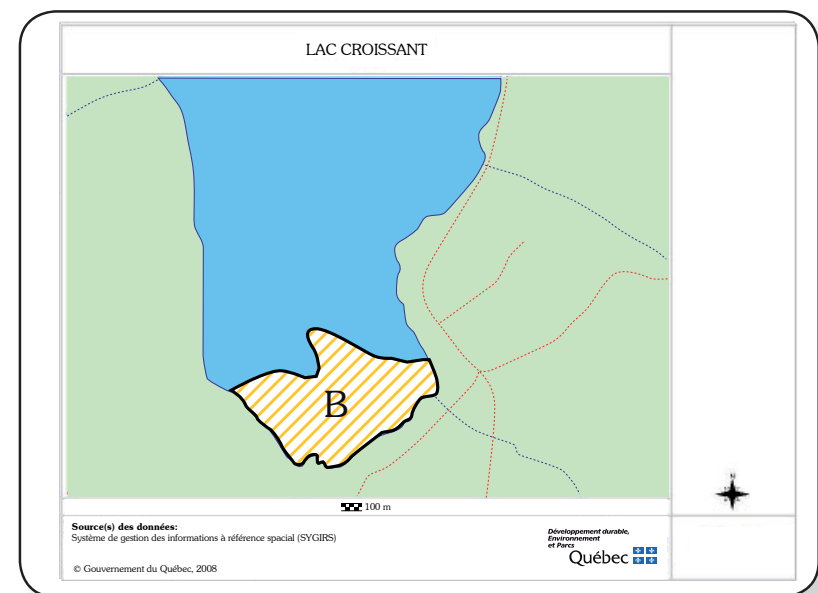 LAC CROISSANT
B
N
100 m
Source(s) des données:
Système de gestion des informations à référence spacial (SYGIRS)
© Gouvernement du Québec, 2008
Développement durable,
Environnement
et Parcs
Québec